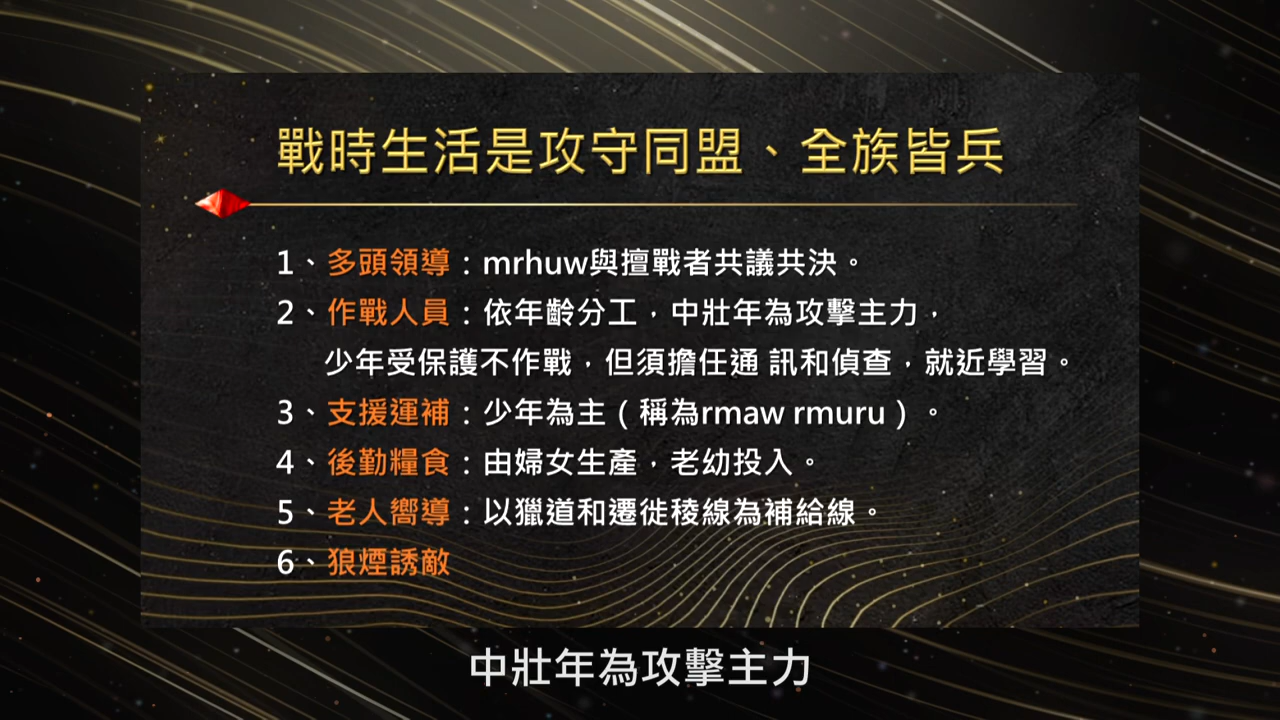 戰時生活是攻守同盟、全族皆兵
1、多頭領導：mrhuw與擅戰者共議共決。
2、作戰人員：依年齡分工，中壯年為攻擊主力，
少年受保護不作戰，但須擔任通 訊和偵查，就近學習。
3、支援運補：少年為主（稱為rmaw rmuru）。
4、後勤糧食：由婦女生產，老幼投入。
5、老人嚮導：以獵道和遷徙稜線為補給線。
6、狼煙誘敵
中壯年為攻擊主力